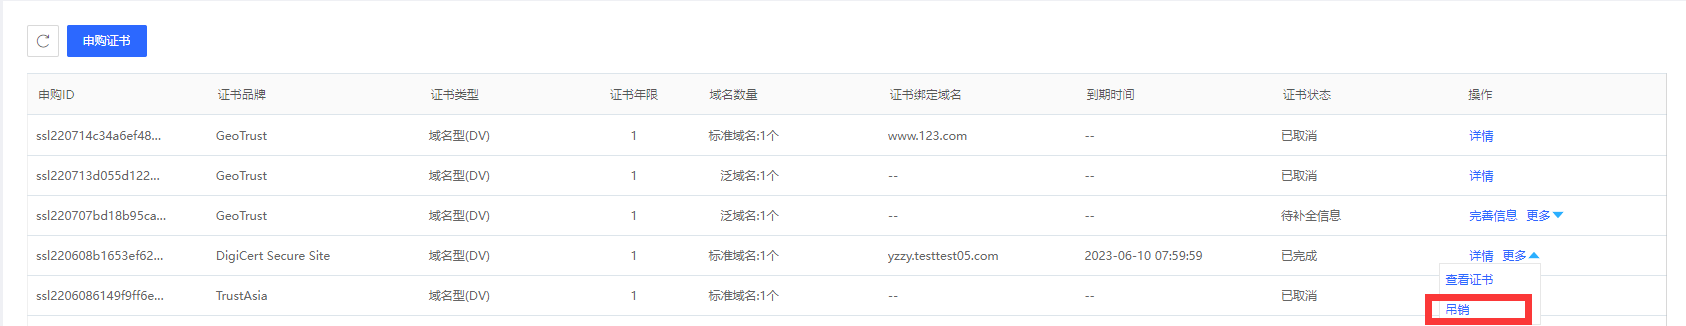 申购证书
申购ID 证书品牌 证书类型 证书年限 域名数量 证书绑定域名 到期时间 证书状态 操作
ssl220714c34a6ef48... GeoTrust 域名型(DV) 1 标准域名:1个 www.123.com -- 已取消 详情
ssl220713d055d122... GeoTrust 域名型(DV) 1 泛域名:1个 -- -- 已取消 详情
ssl220707bd18b95ca... GeoTrust 域名型(DV) 1 泛域名:1个 -- -- 待补全信息 完善信息 更多
ssl220608b1653ef62... DigiCert Secure Site 域名型(DV) 1 标准域名:1个 yzzy.testtest05.com 2023-06-10 07:59:59 已完成 详情 更多
查看证书
ssl2206086149f9ff6e... TrustAsia 域名型(DV) 1 标准域名:1个 -- -- 已取消
吊销